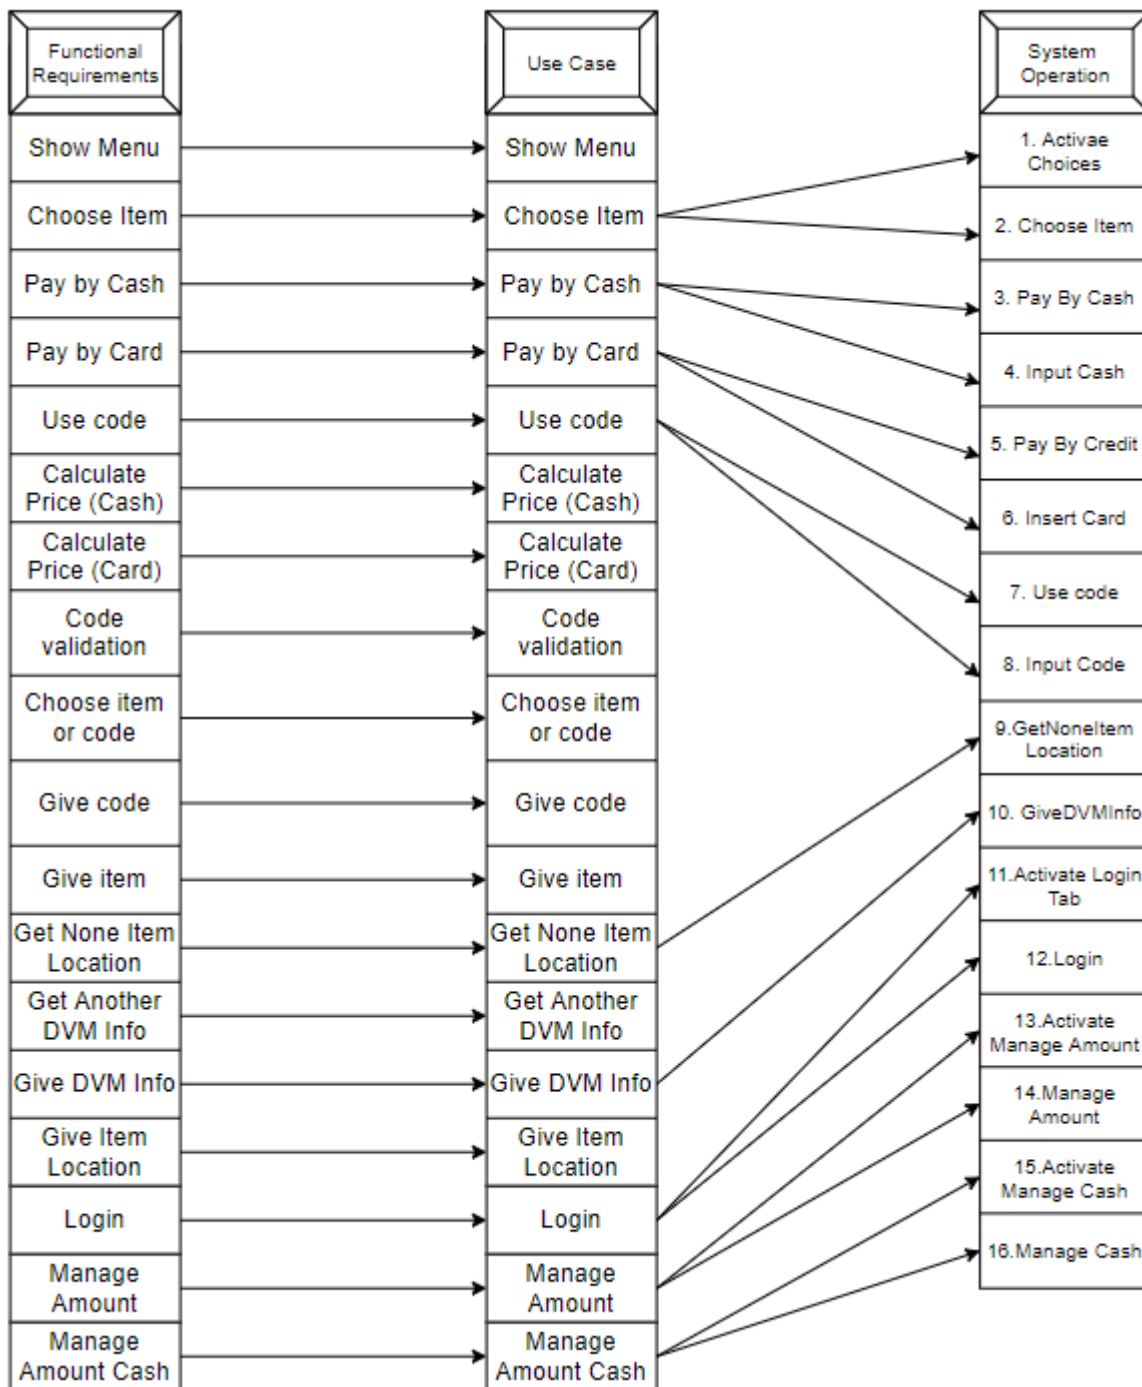 Functional
Requirements
Show Menu
Choose Item
Pay by Cash
Pay by Card
Use code
Calculate
Price (Cash)
Calculate
Price (Card)
Code
validation
Choose item
or code
Give code
Give item
Get None Item
Location
Get Another
DVM Info
Give DVM Info
Give Item
Location
Login
Manage
Amount
Manage
Amount Cash
Use Case
Show Menu
Choose Item
Pay by Cash
Pay by Card
Use code
Calculate
Price (Cash)
Calculate
Price (Card)
Code
validation
Choose item
or code
Give code
Give item
Get None Item
Location
Get Another
DVM Info
Give DVM Info
Give Item
Location
Login
Manage
Amount
Manage
Amount Cash
System
Operation
1. Activae
Choices
2. Choose Item
3. Pay By Cash
4. Input Cash
5. Pay By Credit
6. Insert Card
7. Use code
8. Input Code
9.GetNoneItem
Location
10. GiveDVMInfo
11.Activate Login
Tab
12.Login
13.Activate
Manage Amount
14.Manage
Amount
15.Activate
Manage Cash
16.Manage Cash